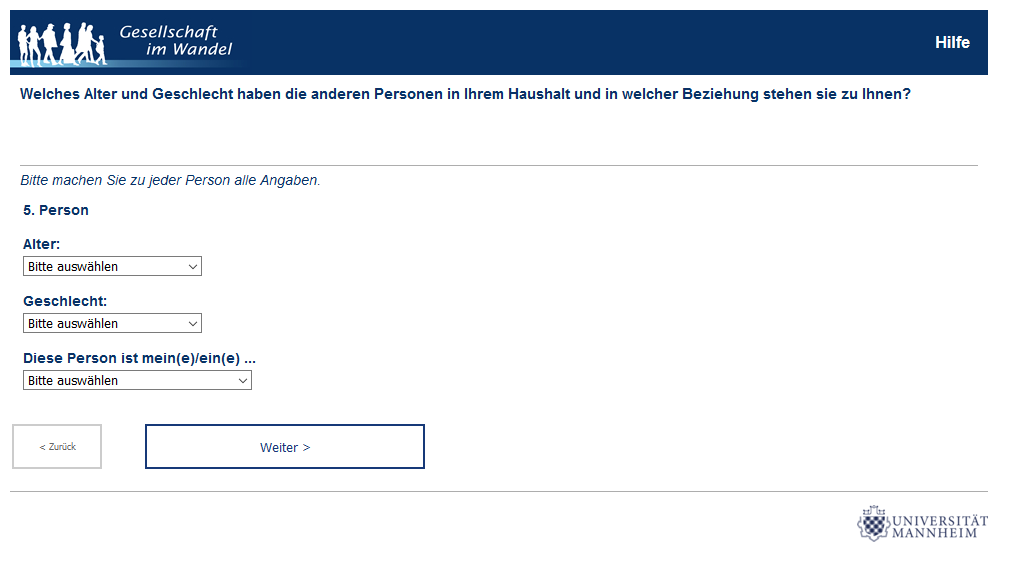 Gesellschaft
im Wandel
Hilfe
Welches Alter und Geschlecht haben die anderen Personen in Ihrem Haushalt und in welcher Beziehung stehen sie zu Ihnen?
Bitte machen Sie zu jeder Person alle Angaben.
5. Person
Alter:
Bitte auswählen
Geschlecht:
Bitte auswählen
Diese Person ist mein(e)/ein(e) ...
Bitte auswählen
< Zurück
Weiter >
UNIVERSITÄT
MANNHEIM